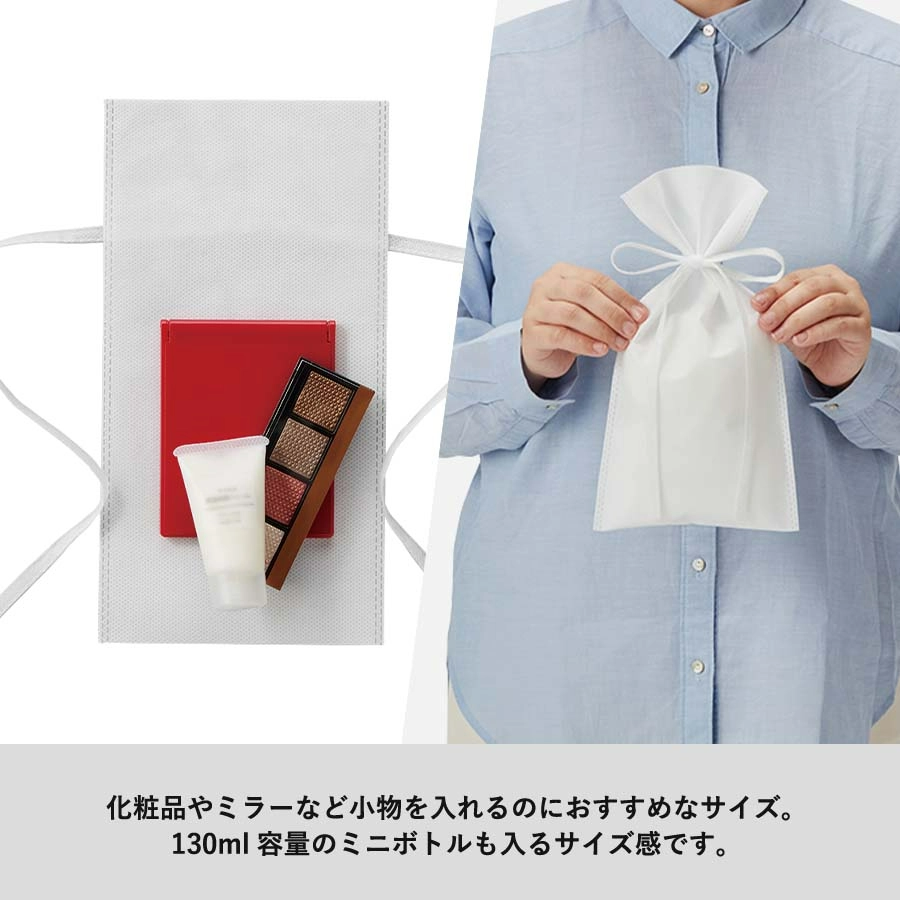 化粧品やミラーなど小物を入れるのにおすすめなサイズ。
130ml 容量のミニボトルも入るサイズ感です。